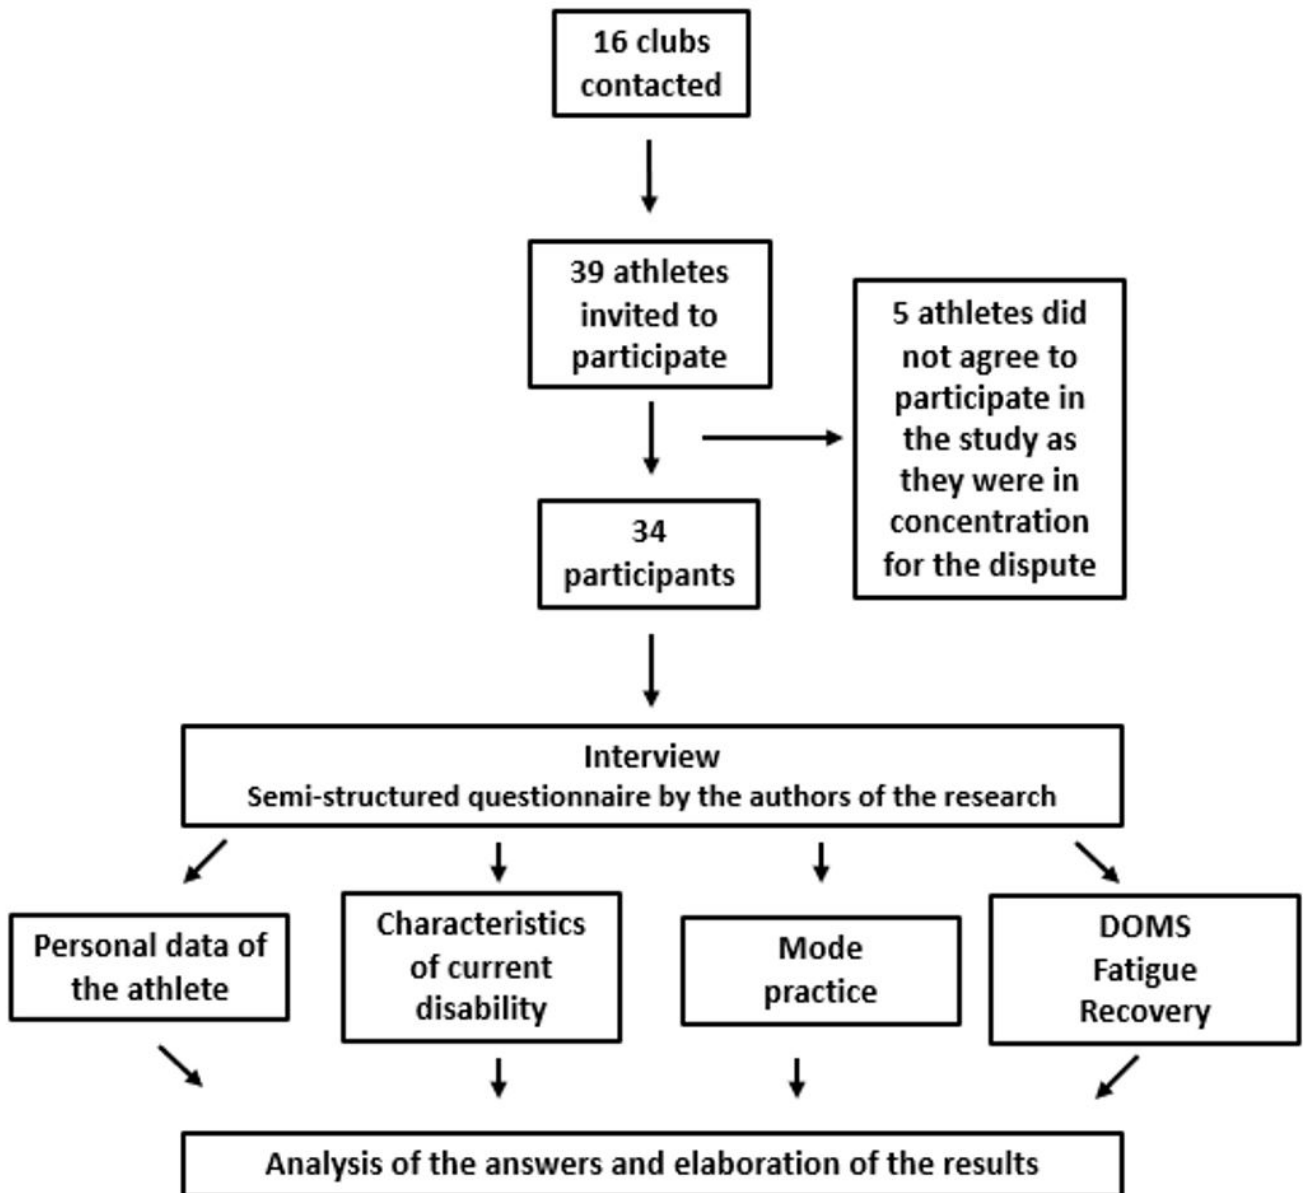 16 clubs
contacted
39 athletes
invited to
participate
5 athletes did
not agree to
participate in
the study as
they were in
concentration
for the dispute
34
participants
Interview
Semi-structured questionnaire by the authors of the research
Personal data of
the athlete
Characteristics
of current
disability
Mode
practice
DOMS
Fatigue
Recovery
Analysis of the answers and elaboration of the results